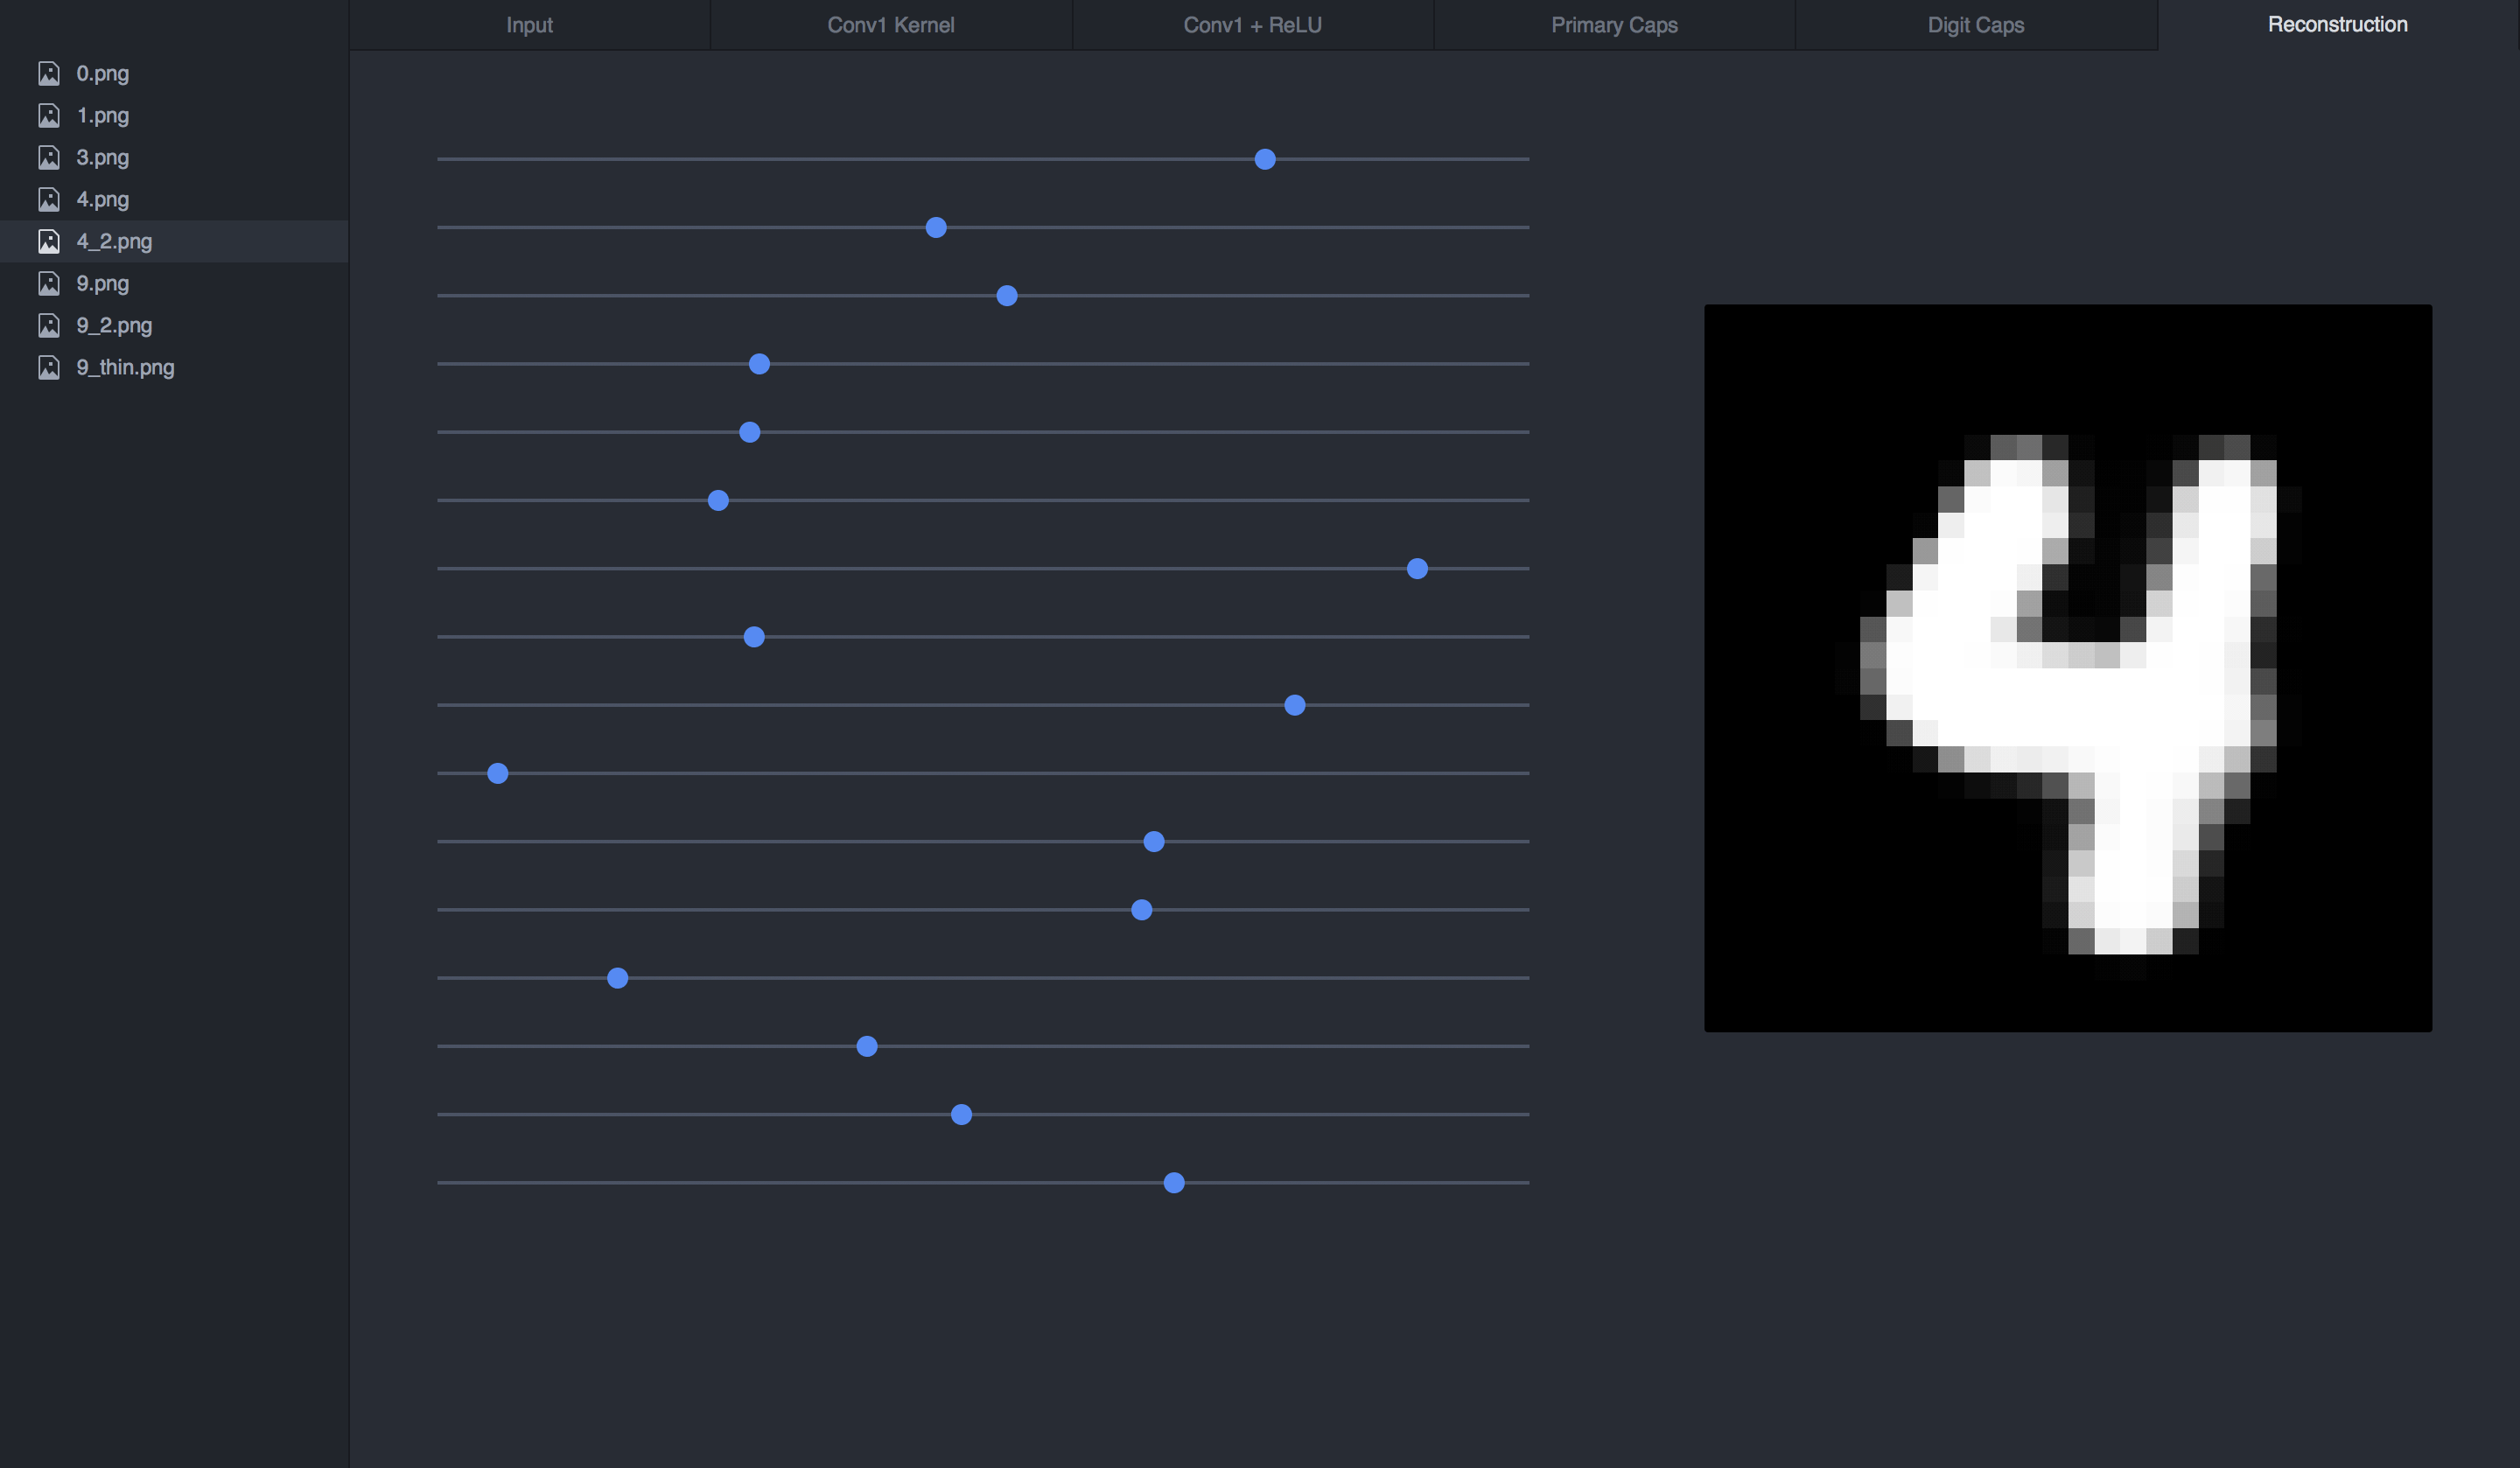 Input Conv1 Kernel Conv1 + ReLU Primary Caps Digit Caps Reconstruction
0.png
1.png
3.png
4.png
4_2.png
9.png
9_2.png
9_thin.png
4